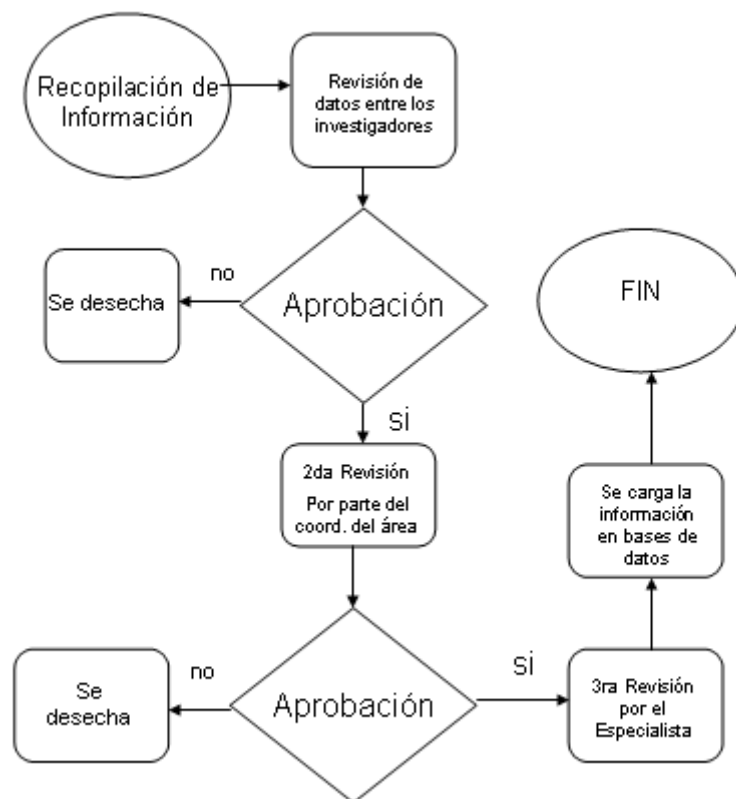 Recopilación de
Información
Revisión de
datos entre los
investigadores
Aprobación
no
Se desecha
sí
FIN
2da Revisión
Por parte del
coord. del área
Se carga la
información
en bases de
datos
Aprobación
no
Se
desecha
sí
3ra Revisión
por el
Especialista